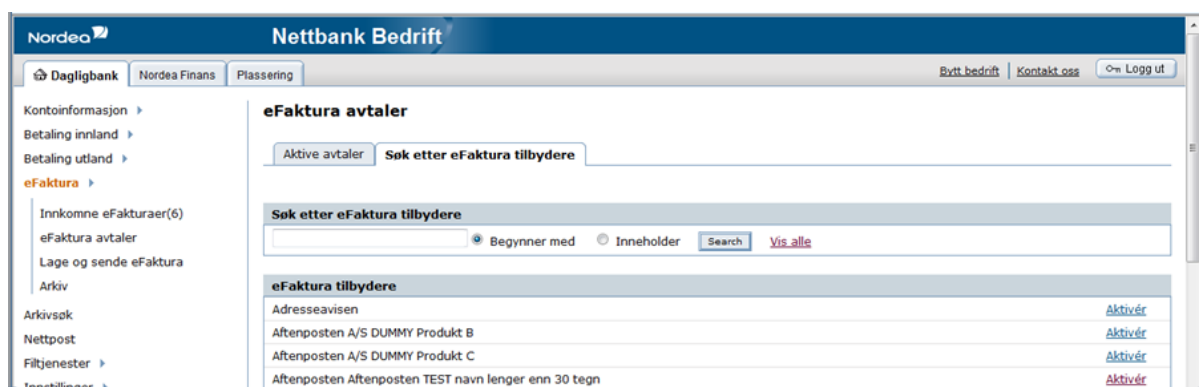 Nordea
Nettbank Bedrift
Dagligbank
Nordea Finans
Plassering
Bytt bedrift
Kontakt oss
Logg ut
Kontoinformasjon
Betaling innland
Betaling utland
eFaktura
Innkomne eFakturaer(6)
eFaktura avtaler
Lage og sende eFaktura
Arkiv
Arkivsøk
Nettpost
Filtjenester
Innstillinger
eFaktura avtaler
Aktive avtaler
Søk etter eFaktura tilbydere
Søk etter eFaktura tilbydere
Begynner med
Inneholder
Search
Vis alle
eFaktura tilbydere
Adresseavisen Aktivér
Aftenposten A/S DUMMY Produkt B Aktivér
Aftenposten A/S DUMMY Produkt C Aktivér
Aftenposten Aftenposten TEST navn lenger enn 30 tegn Aktivér